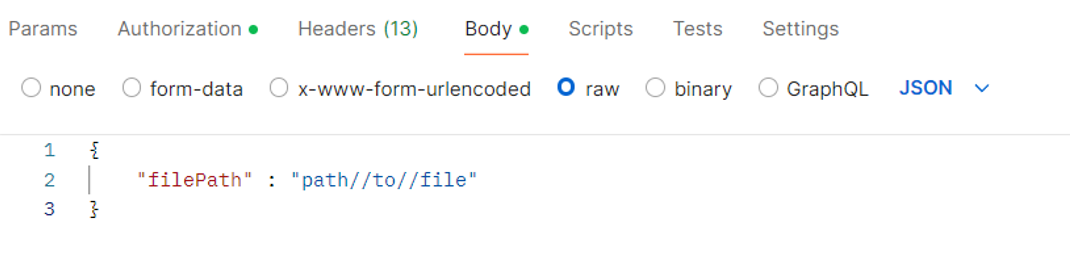 Params Authorization Headers (13) Body Scripts Tests Settings
none form-data x-www-form-urlencoded raw binary GraphQL JSON
1 {
2 "filePath" : "path//to//file"
3 }